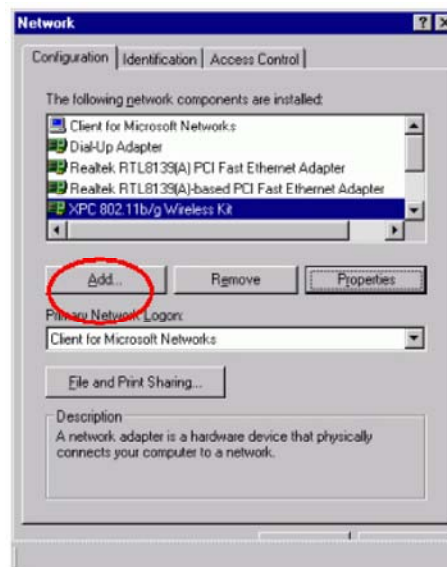 Network
Configuration Identification Access Control
The following network components are installed:
Client for Microsoft Networks
Dial-Up Adapter
Realtek RTL8139(A) PCI Fast Ethernet Adapter
Realtek RTL8139(A)-based PCI Fast Ethernet Adapter
XPC 802.11b/g Wireless Kit
Add... Remove Properties
Primary Network Logon:
Client for Microsoft Networks
File and Print Sharing...
Description
A network adapter is a hardware device that physically
connects your computer to a network.